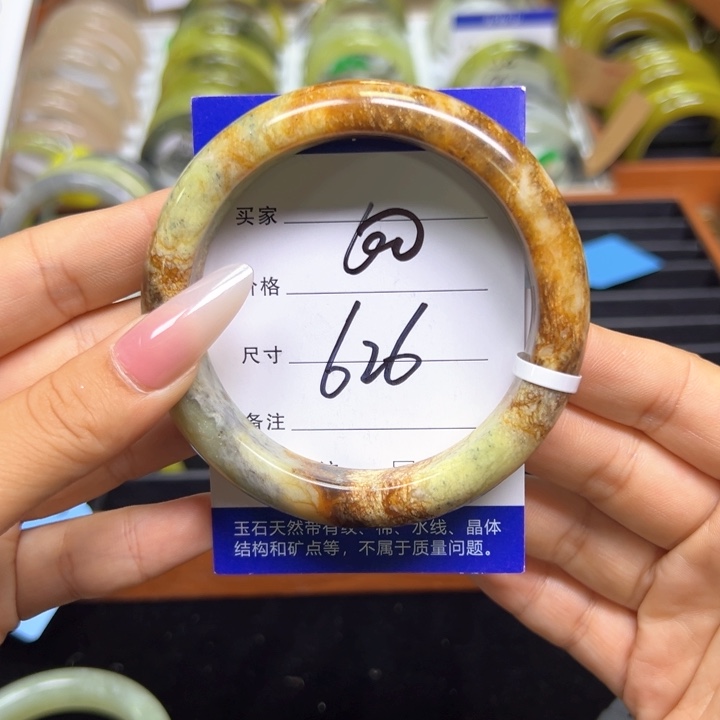 买家
格
尺寸 626
备注
玉石天然带有纹、棉、水线、晶体
结构和矿点等，不属于质量问题。